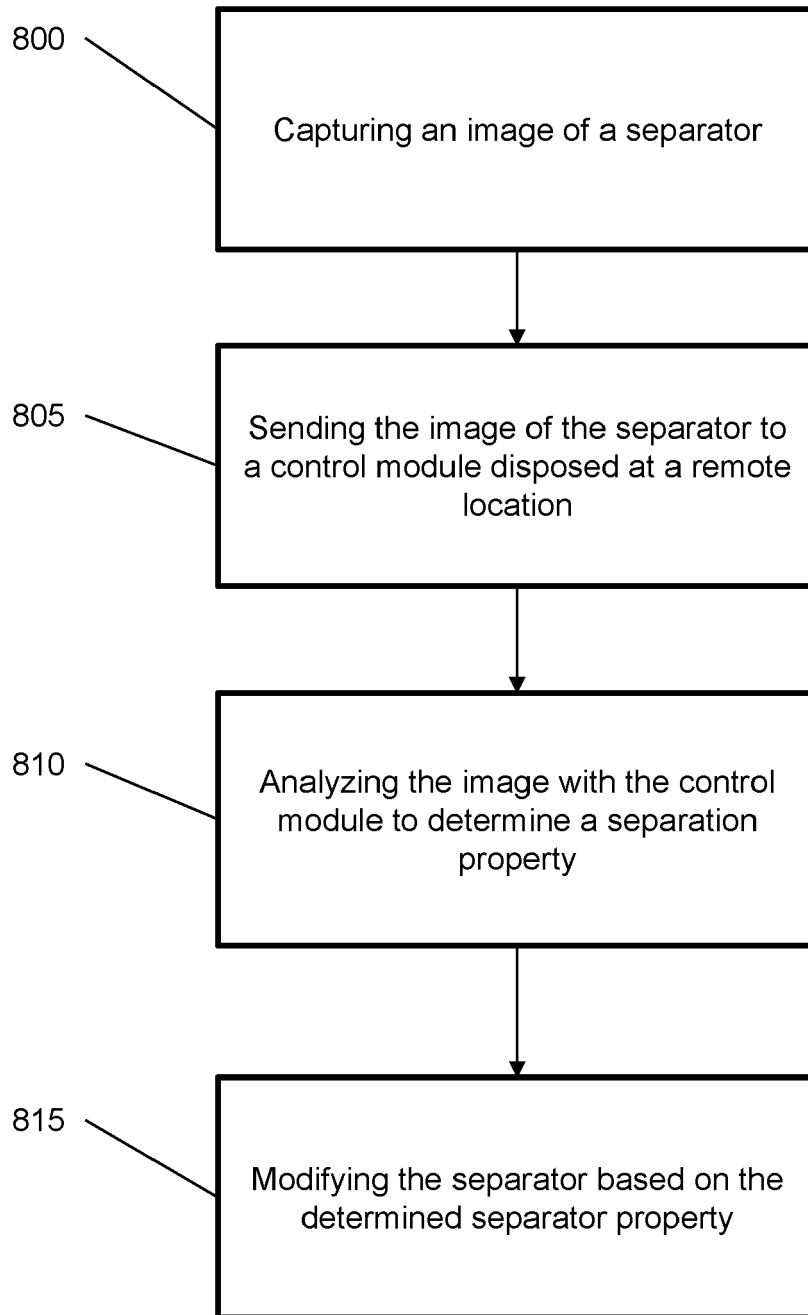 800
Capturing an image of a separator
805
Sending the image of the separator to
a control module disposed at a remote
location
810
Analyzing the image with the control
module to determine a separation
property
815
Modifying the separator based on the
determined separator property